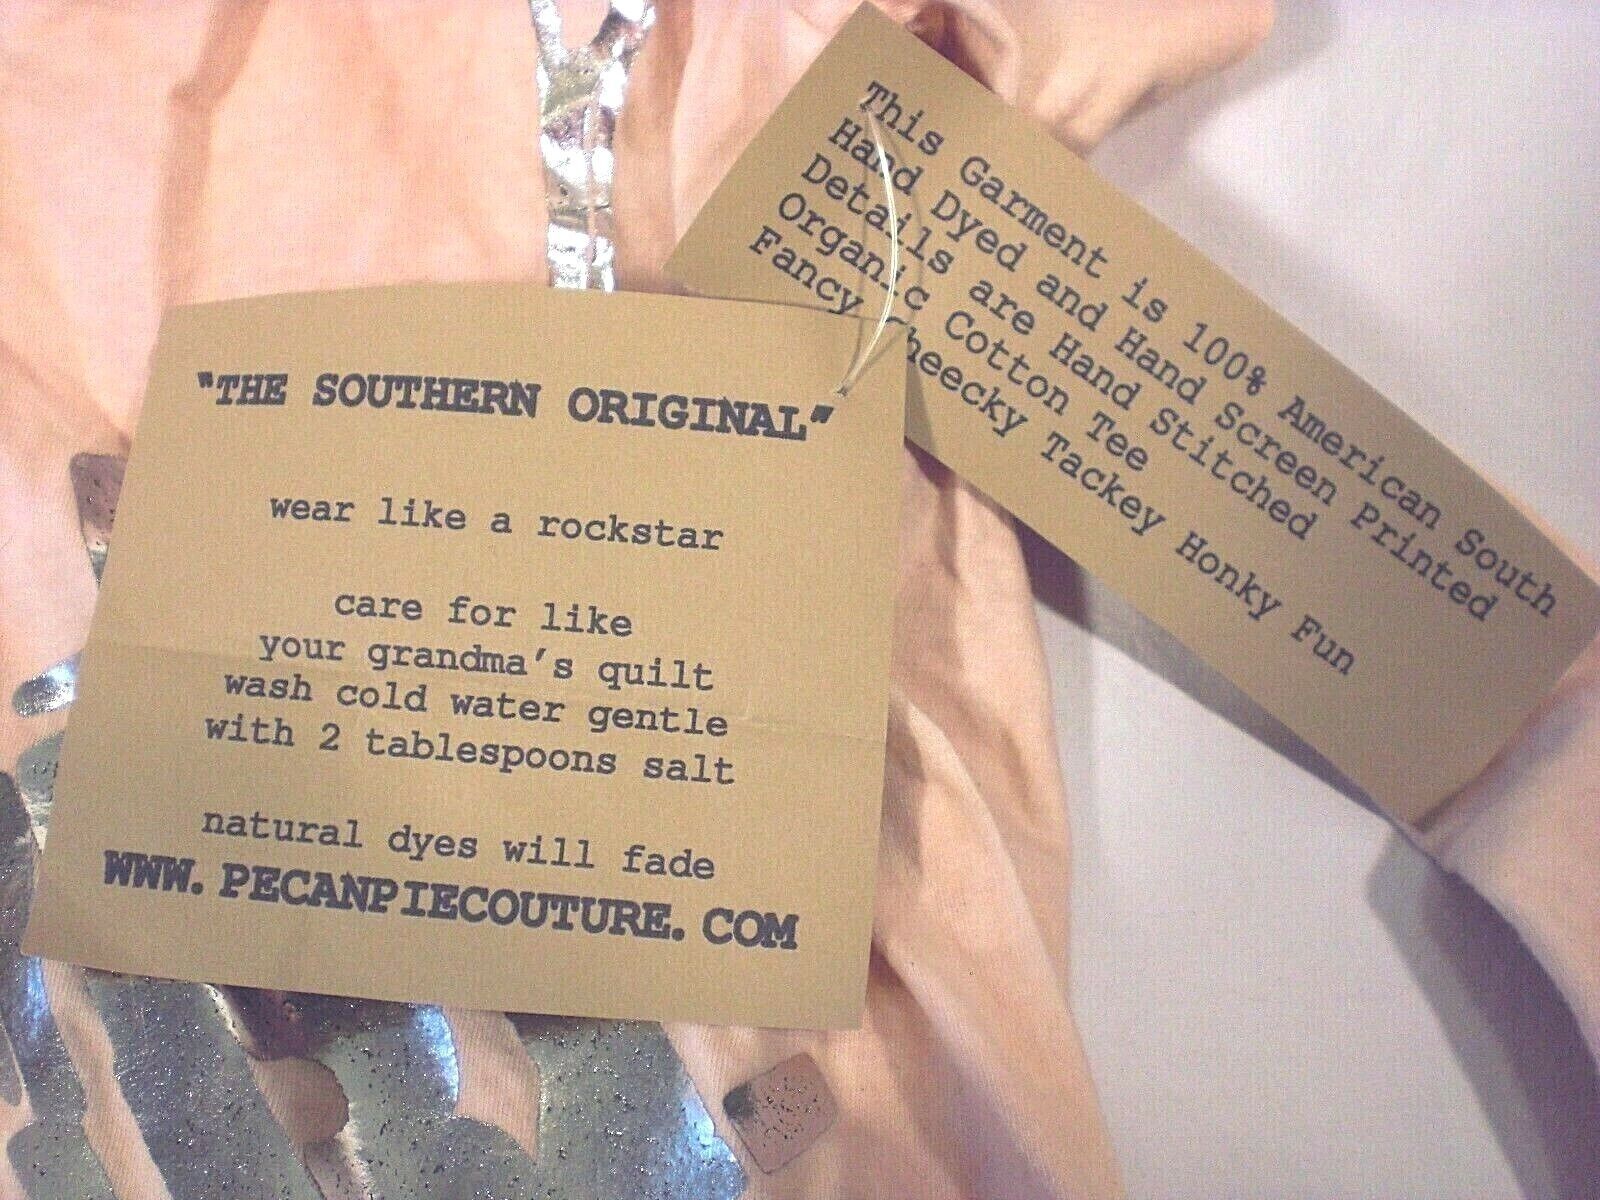 "THE SOUTHERN ORIGINAL"
wear like a rockstar
care for like
your grandma's quilt
wash cold water gentle
with 2 tablespoons salt
natural dyes will fade
WWW.PECANPIECOUTURE.COM
This Garment is 100% American South
Hand Dyed and Hand Screen Printed
Details are Hand Stitched
Organic Cotton Tee
Fancy Cheecky Tackey Honky Fun